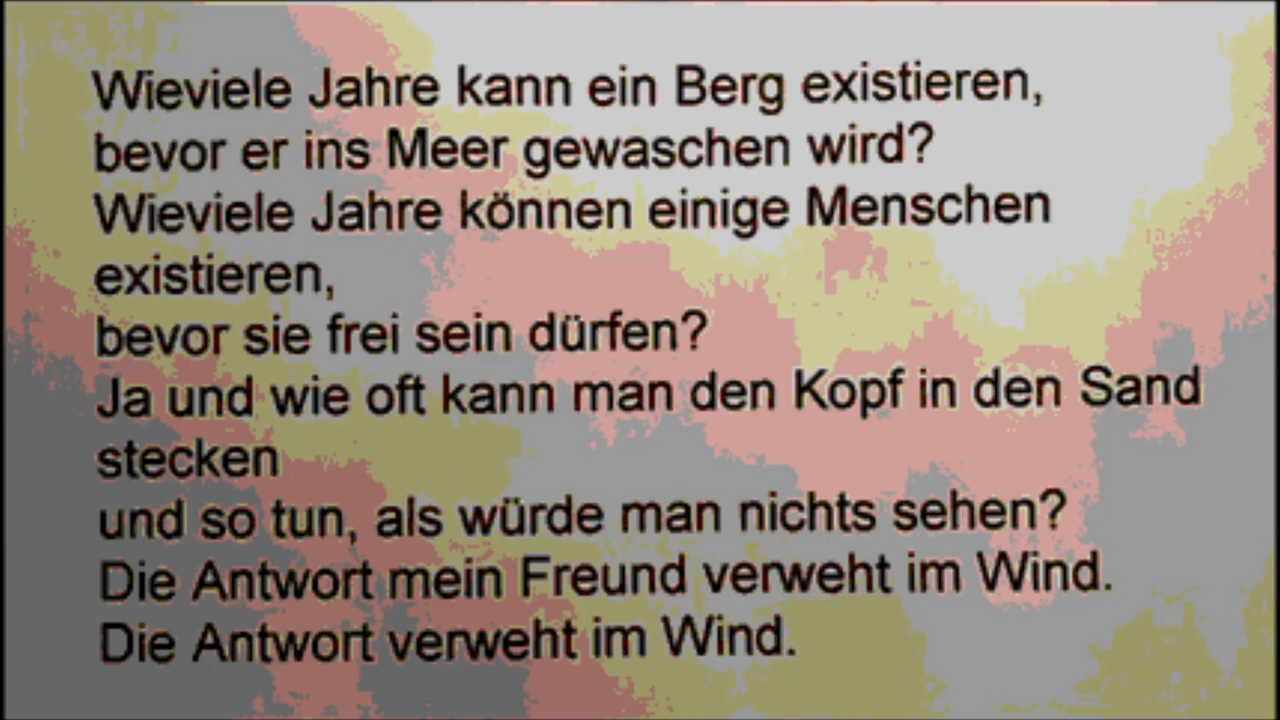 Wieviele Jahre kann ein Berg existieren,
bevor er ins Meer gewaschen wird?
Wieviele Jahre können einige Menschen
existieren,
bevor sie frei sein dürfen?
Ja und wie oft kann man den Kopf in den Sand
stecken
und so tun, als würde man nichts sehen?
Die Antwort mein Freund verweht im Wind.
Die Antwort verweht im Wind.